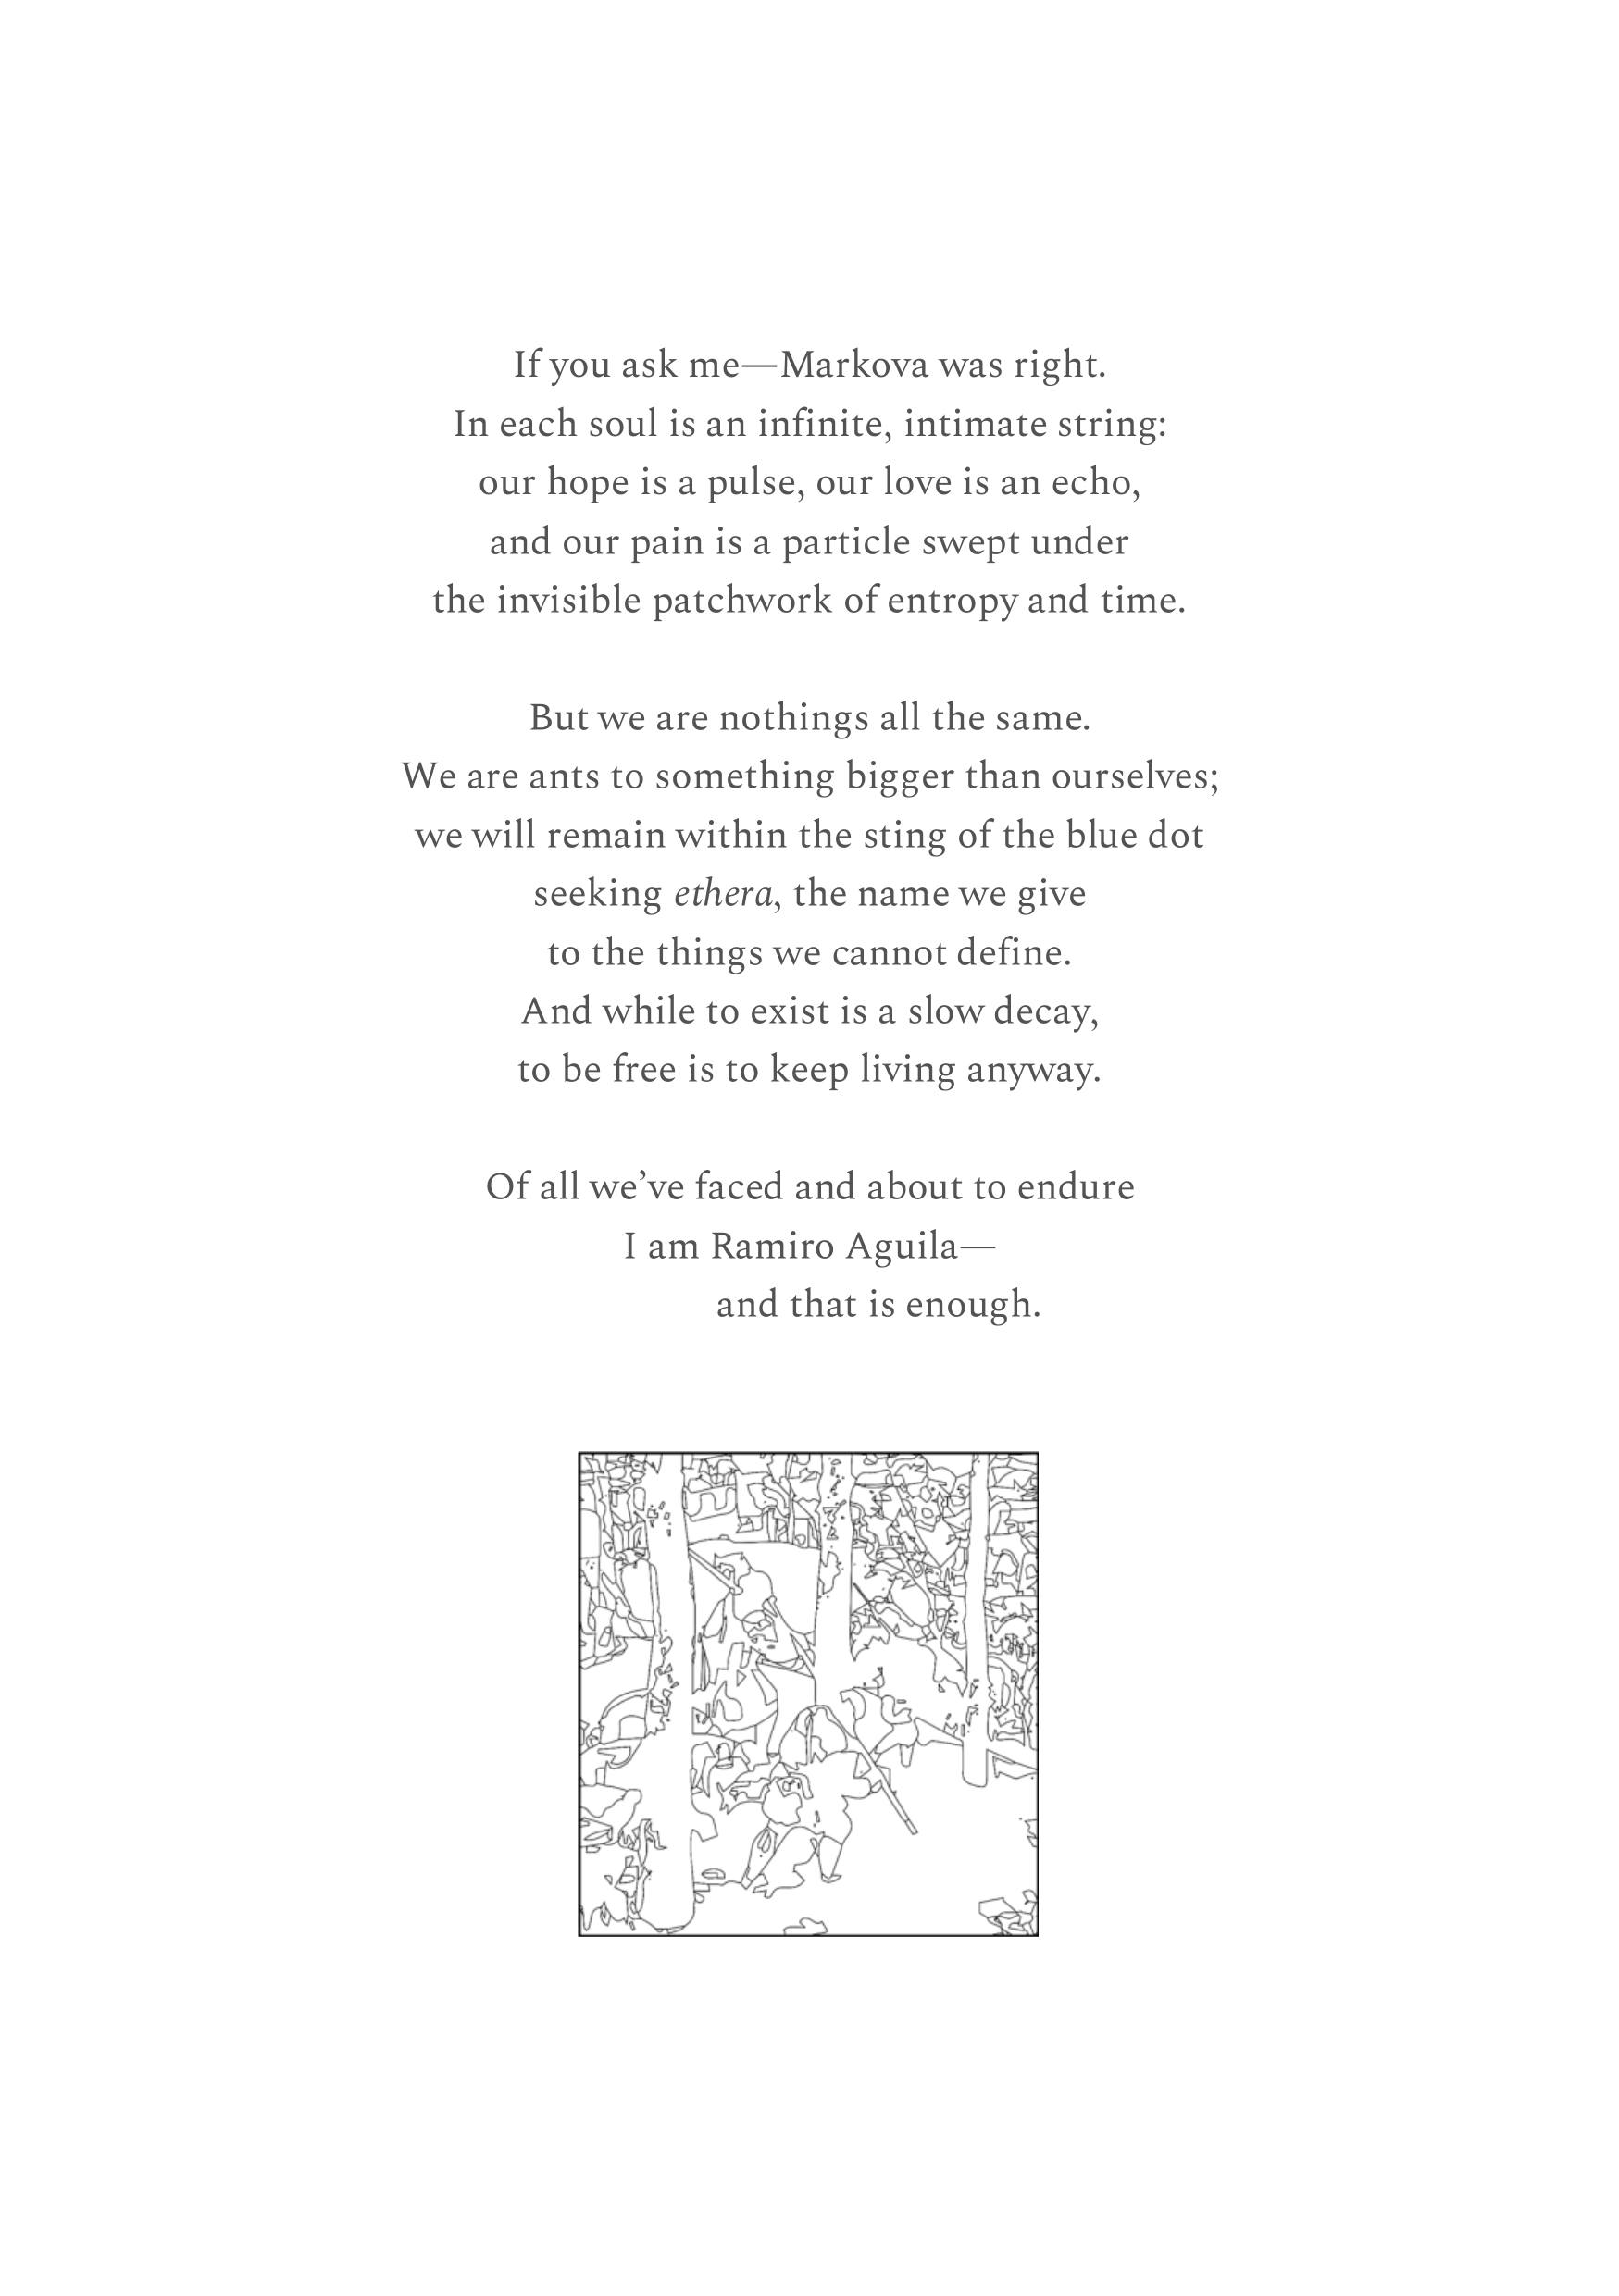 If you ask me—Markova was right.
In each soul is an infinite, intimate string:
our hope is a pulse, our love is an echo,
and our pain is a particle swept under
the invisible patchwork of entropy and time.
But we are nothings all the same.
We are ants to something bigger than ourselves;
we will remain within the sting of the blue dot
seeking ethera, the name we give
to the things we cannot define.
And while to exist is a slow decay,
to be free is to keep living anyway.
Of all we’ve faced and about to endure
I am Ramiro Aguila—
and that is enough.